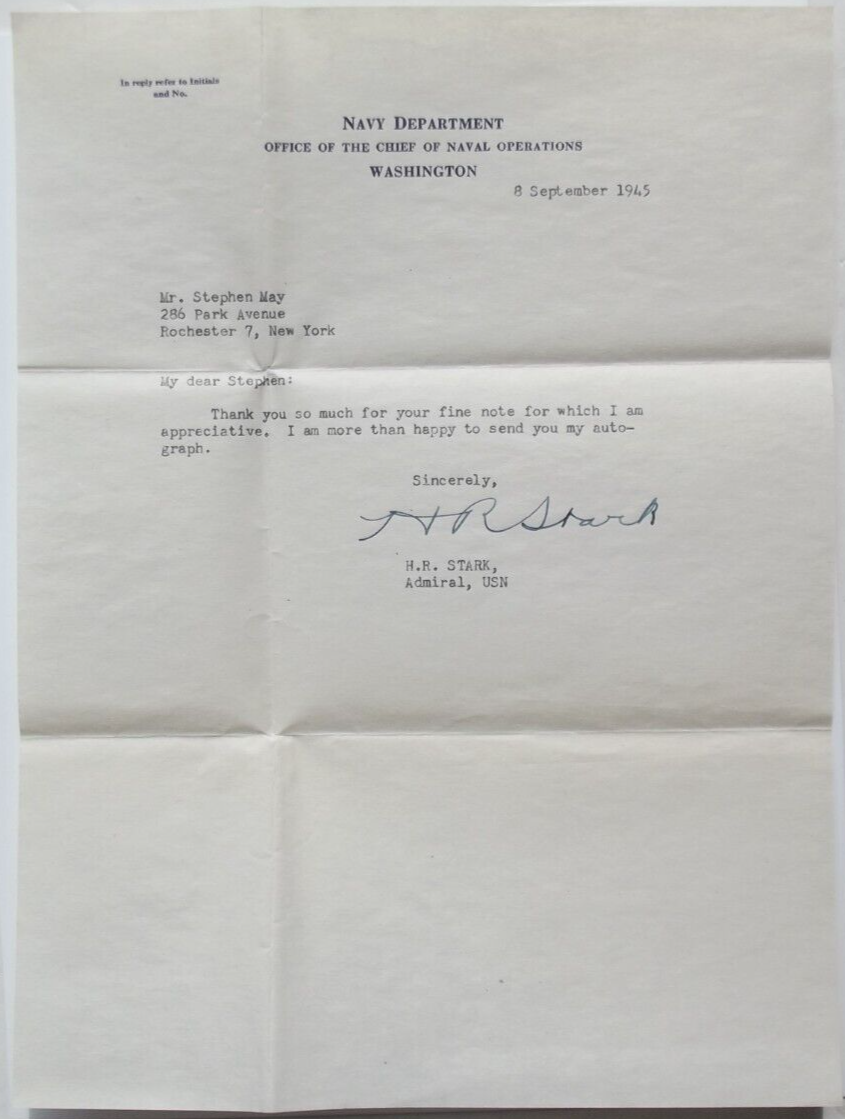 In reply refer to Initials
and No.
NAVY DEPARTMENT
OFFICE OF THE CHIEF OF NAVAL OPERATIONS
WASHINGTON
8 September 1945
Mr. Stephen May
286 Park Avenue
Rochester 7, New York
My dear Stephen:
Thank you so much for your fine note for which I am
appreciative. I am more than happy to send you my auto-
graph.
Sincerely,
H R Stark
H.R. STARK,
Admiral, USN